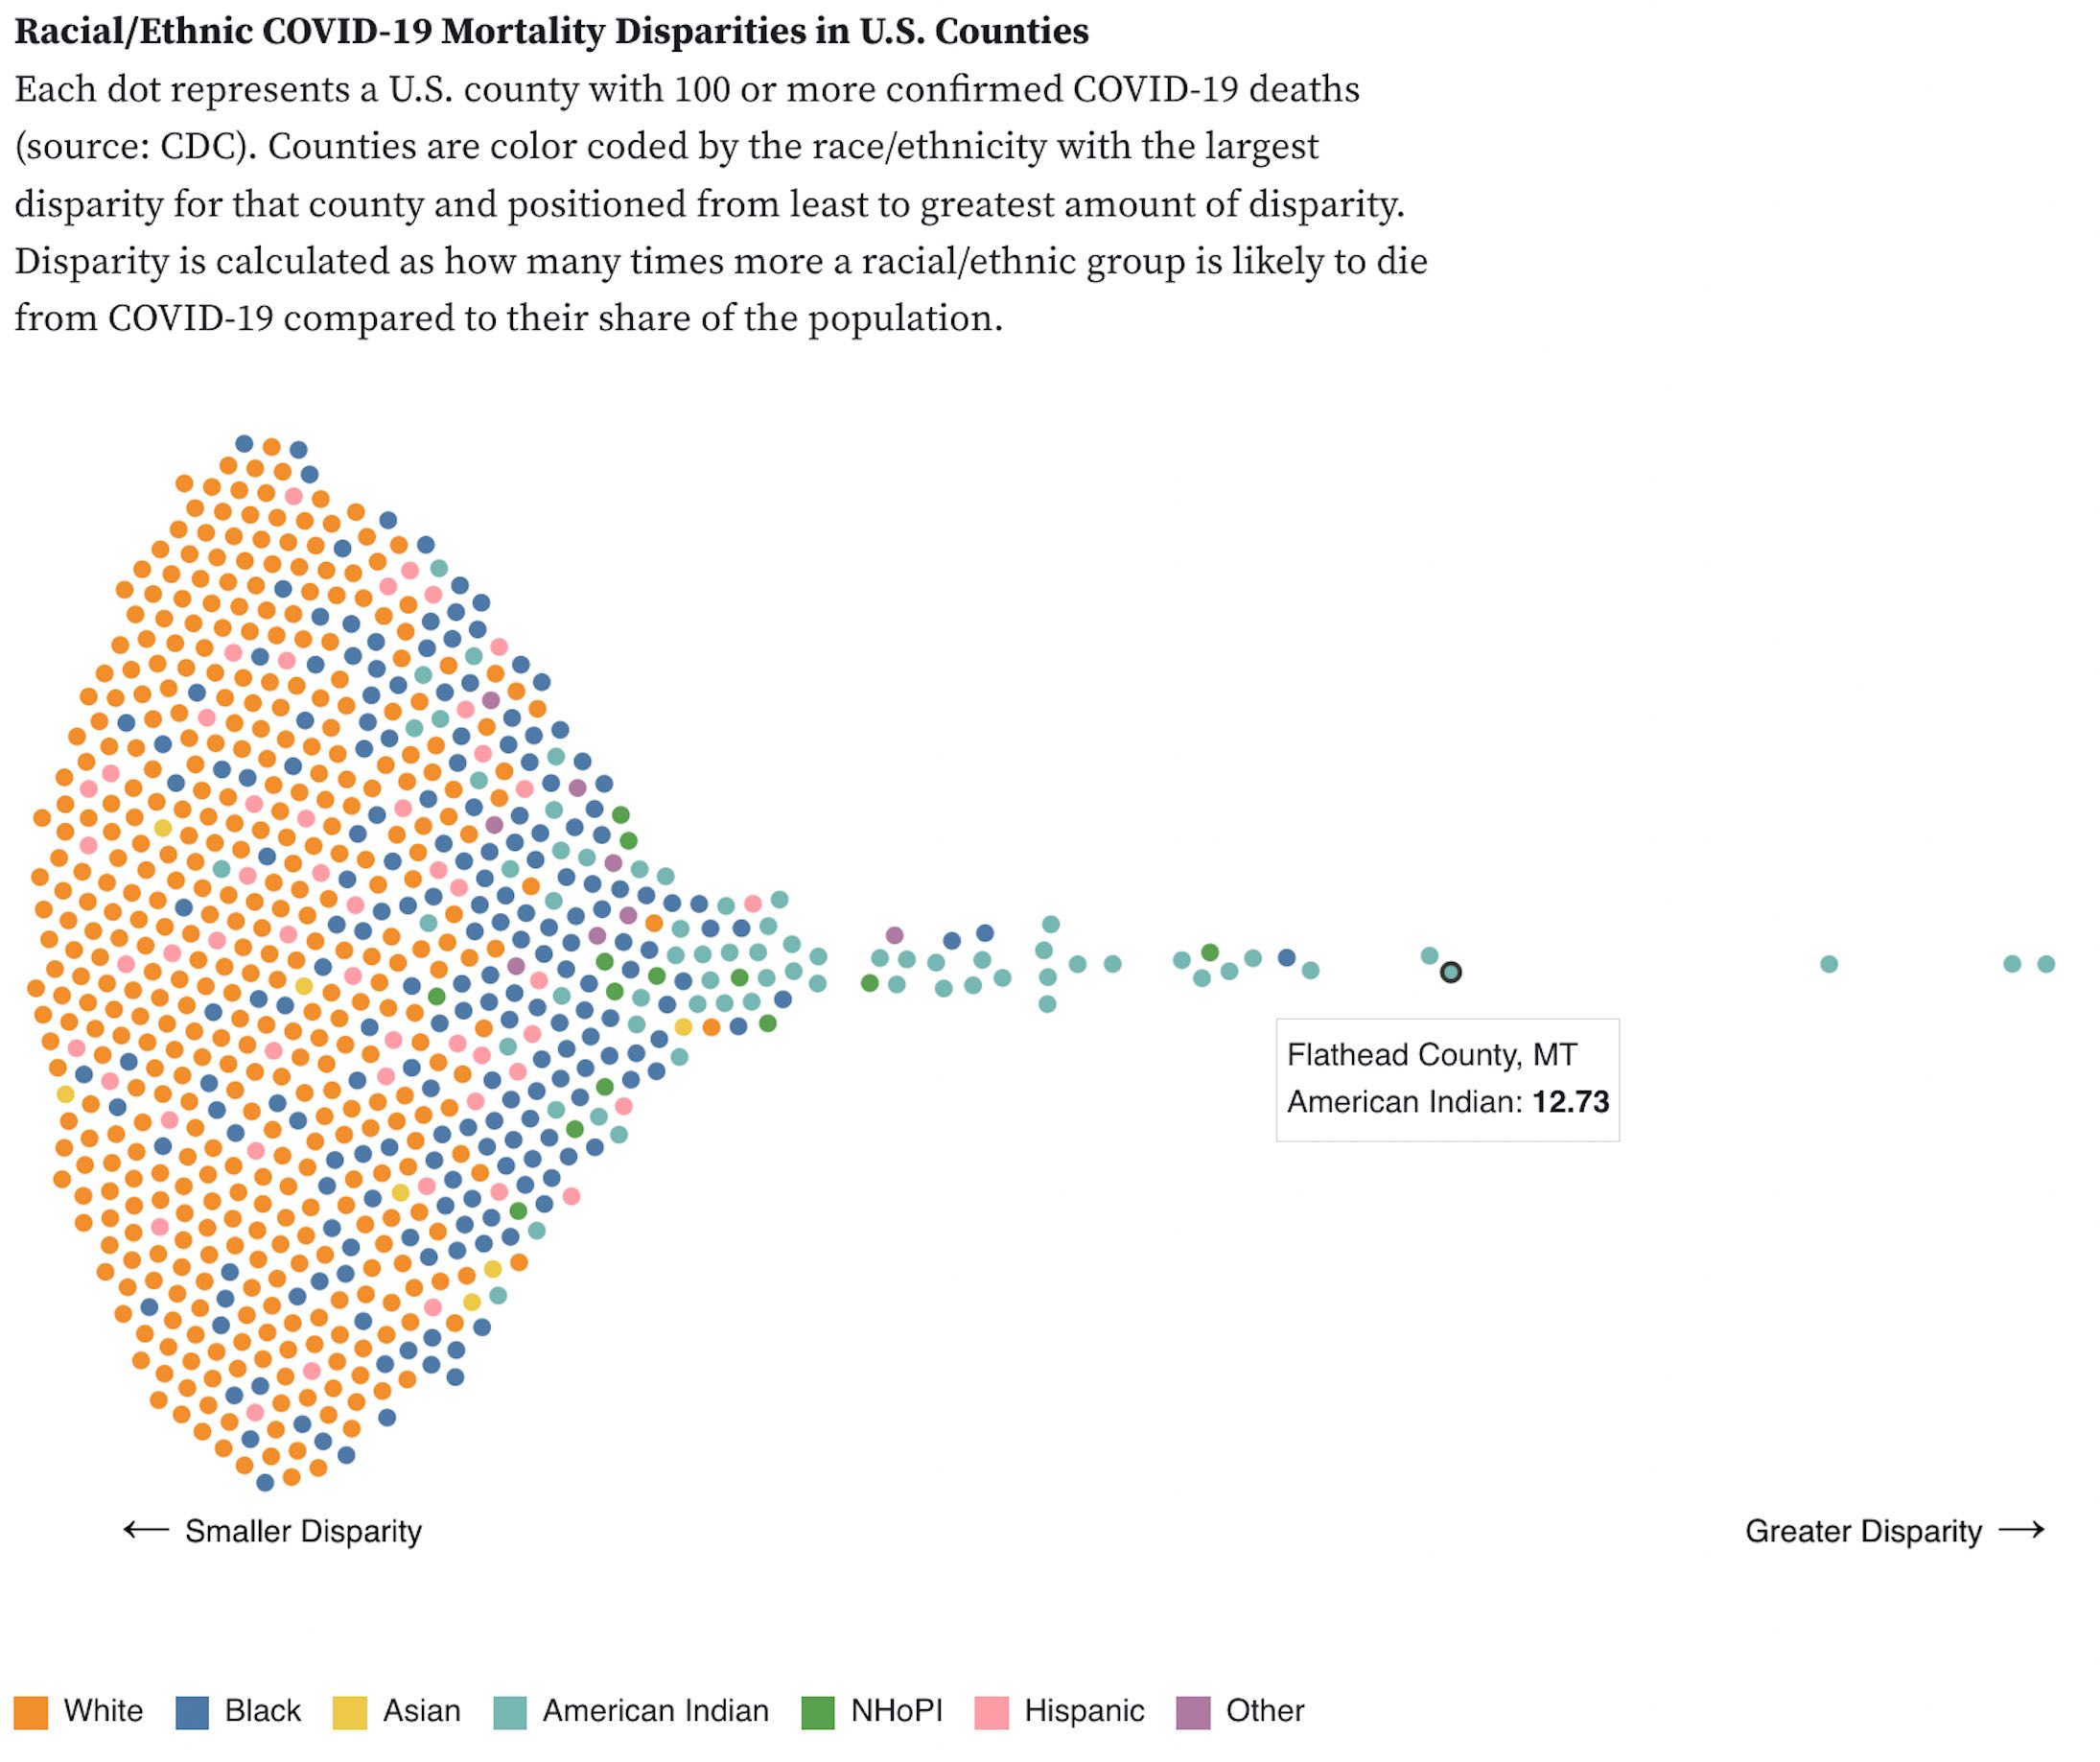 Racial/Ethnic COVID-19 Mortality Disparities in U.S. Counties
Each dot represents a U.S. county with 100 or more confirmed COVID-19 deaths
(source: CDC). Counties are color coded by the race/ethnicity with the largest
disparity for that county and positioned from least to greatest amount of disparity.
Disparity is calculated as how many times more a racial/ethnic group is likely to die
from COVID-19 compared to their share of the population.
Flathead County, MT
American Indian: 12.73
← Smaller Disparity
Greater Disparity →
White Black Asian American Indian NHoPI Hispanic Other